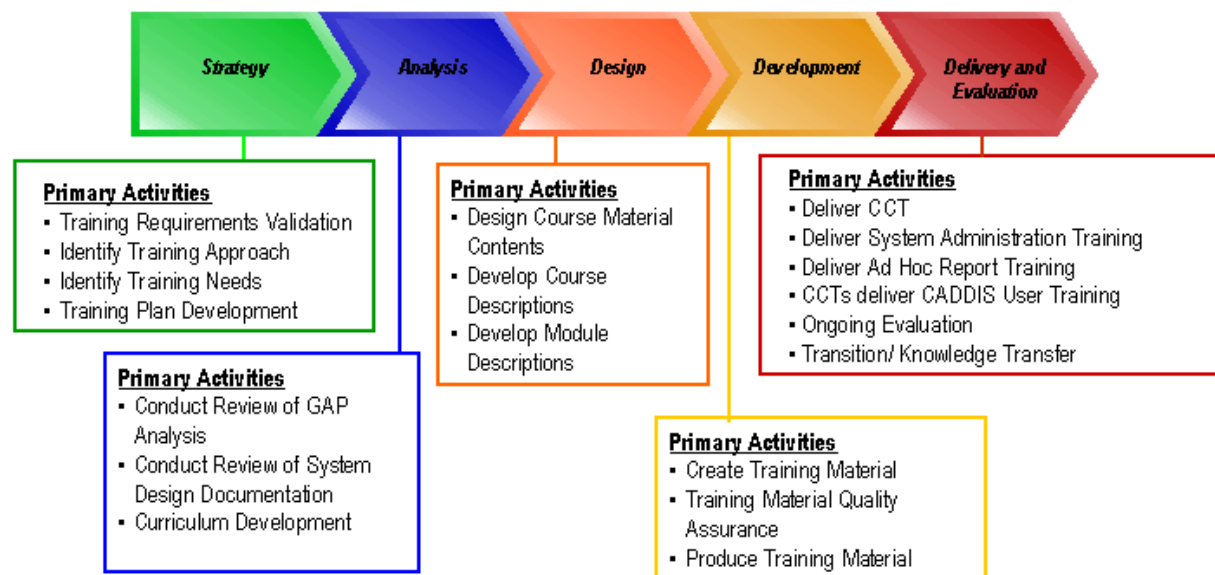 Strategy
Analysis
Design
Development
Delivery and
Evaluation
Primary Activities
▪ Training Requirements Validation
▪ Identify Training Approach
▪ Identify Training Needs
▪ Training Plan Development
Primary Activities
▪ Conduct Review of GAP
Analysis
▪ Conduct Review of System
Design Documentation
▪ Curriculum Development
Primary Activities
▪ Design Course Material
Contents
▪ Develop Course
Descriptions
▪ Develop Module
Descriptions
Primary Activities
▪ Create Training Material
▪ Training Material Quality
Assurance
▪ Produce Training Material
Primary Activities
▪ Deliver CCT
▪ Deliver System Administration Training
▪ Deliver Ad Hoc Report Training
▪ CCTs deliver CADDIS User Training
▪ Ongoing Evaluation
▪ Transition/ Knowledge Transfer